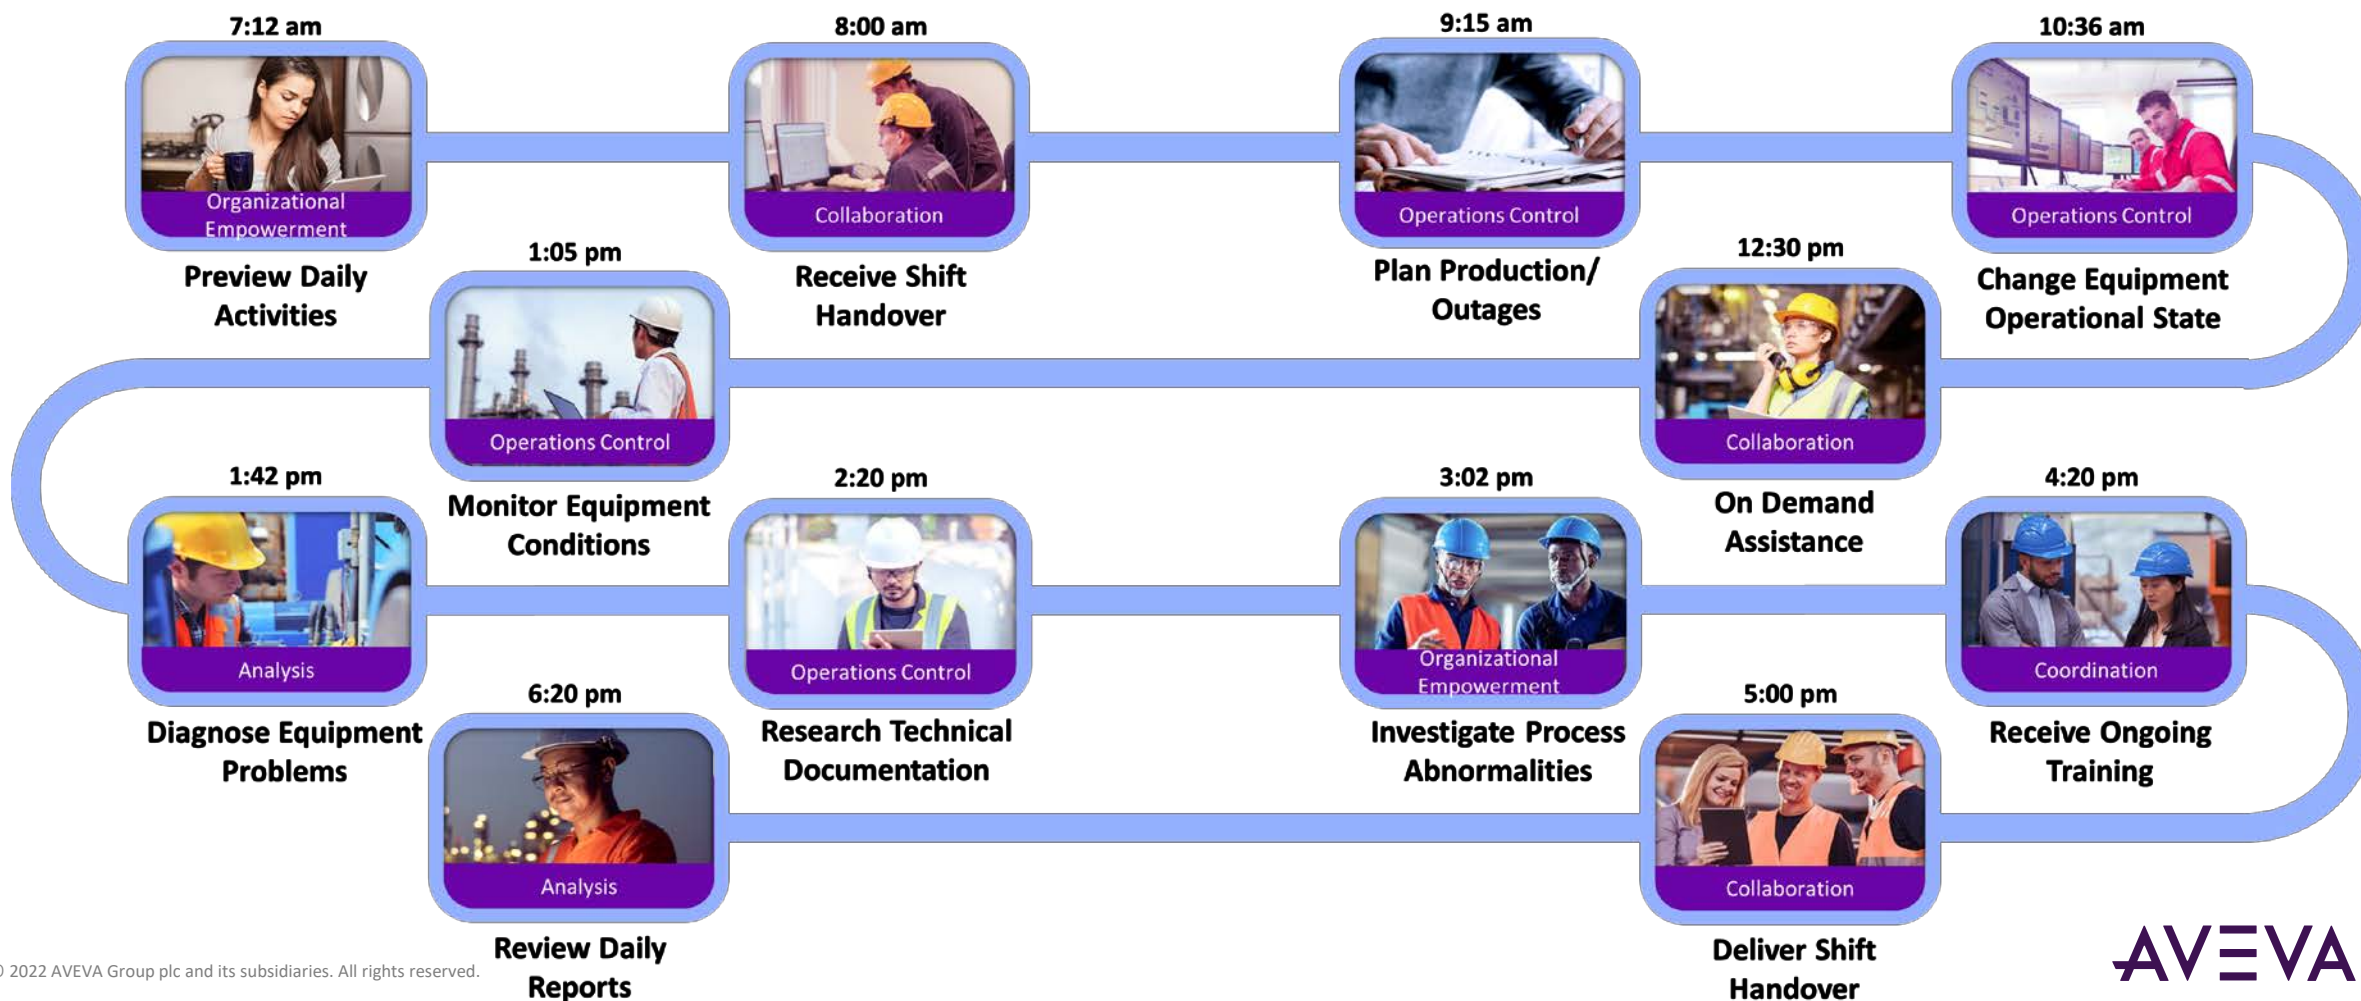 7:12 am
Organizational
Empowerment
Preview Daily
Activities
8:00 am
Collaboration
Receive Shift
Handover
9:15 am
Operations Control
Plan Production/
Outages
10:36 am
Operations Control
Change Equipment
Operational State
12:30 pm
Collaboration
On Demand
Assistance
1:05 pm
Operations Control
Monitor Equipment
Conditions
1:42 pm
Analysis
Diagnose Equipment
Problems
2:20 pm
Operations Control
Research Technical
Documentation
3:02 pm
Organizational
Empowerment
Investigate Process
Abnormalities
4:20 pm
Coordination
Receive Ongoing
Training
5:00 pm
Collaboration
Deliver Shift
Handover
6:20 pm
Analysis
Review Daily
Reports
© 2022 AVEVA Group plc and its subsidiaries. All rights reserved.
AVEVA